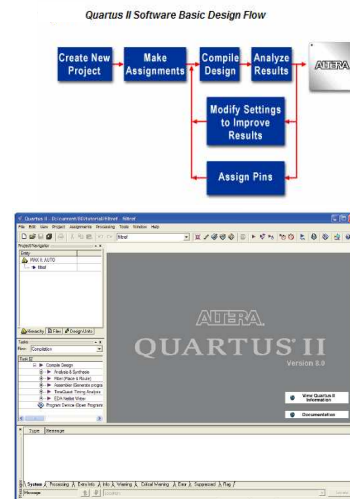 Quartus II Software Basic Design Flow
Create New
Project
Make
Assignments
Compile
Design
Analyze
Results
ALTERA
Modify Settings
to Improve
Results
Assign Pins
File Edit View Project Assignments Processing Tools Window Help
Project Navigator
filtref
Entity
MAX II: AUTO
filtref
Hierarchy Files Design Units
Tasks
Flow: Compilation
Task
Compile Design
Analysis & Synthesis
Fitter (Place & Route)
Assembler (Generate progra
TimeQuest Timing Analysis
EDA Netlist Writer
Program Device (Open Program
ALTERA
QUARTUS II
Version 8.0
View Quartus II
Information
Documentation
Type Message
System Processing Extra Info Info Warning Critical Warning Error Suppressed Flag
Message
Location